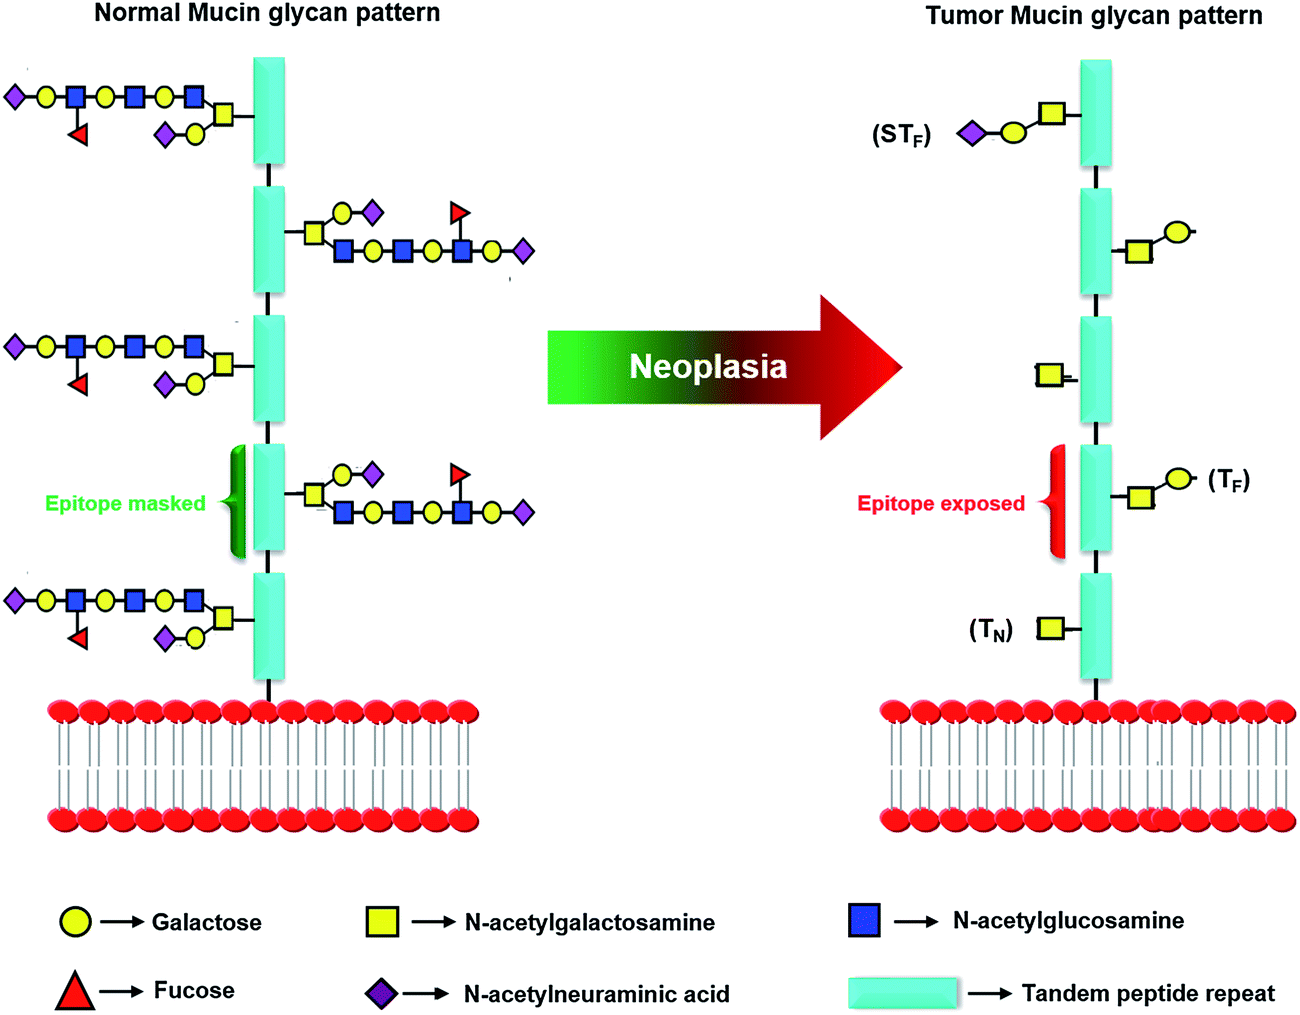 Normal Mucin glycan pattern
Tumor Mucin glycan pattern
(STF)
Neoplasia
Epitope masked
Epitope exposed
(TF)
(TN)
Galactose
N-acetylgalactosamine
N-acetylglucosamine
Fucose
N-acetylneuraminic acid
Tandem peptide repeat